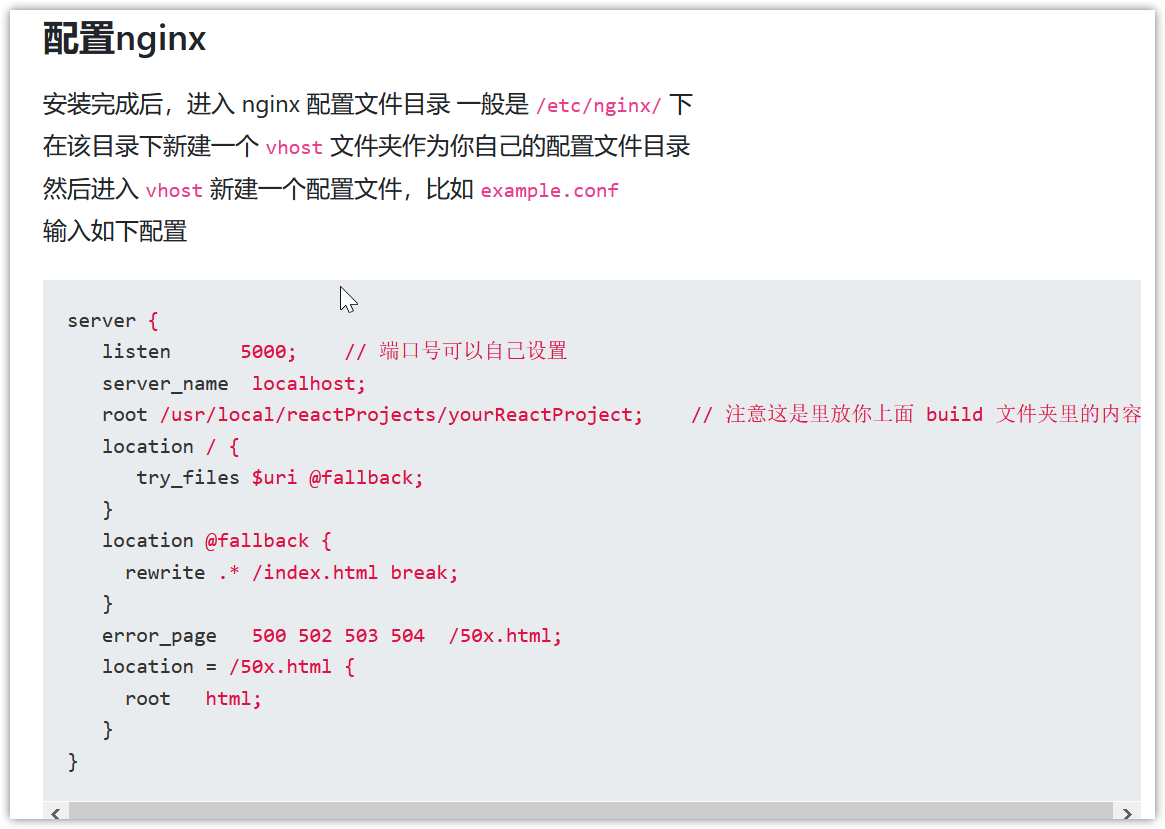 配置nginx
安装完成后，进入 nginx 配置文件目录 一般是 /etc/nginx/ 下
在该目录下新建一个 vhost 文件夹作为你自己的配置文件目录
然后进入 vhost 新建一个配置文件，比如 example.conf
输入如下配置
server {
   listen      5000;    // 端口号可以自己设置
   server_name  localhost;
   root /usr/local/reactProjects/yourReactProject;    // 注意这是里放你上面 build 文件夹里的内容
   location / {
      try_files $uri @fallback;
   }
   location @fallback {
     rewrite .* /index.html break;
   }
   error_page   500 502 503 504  /50x.html;
   location = /50x.html {
     root   html;
   }
}